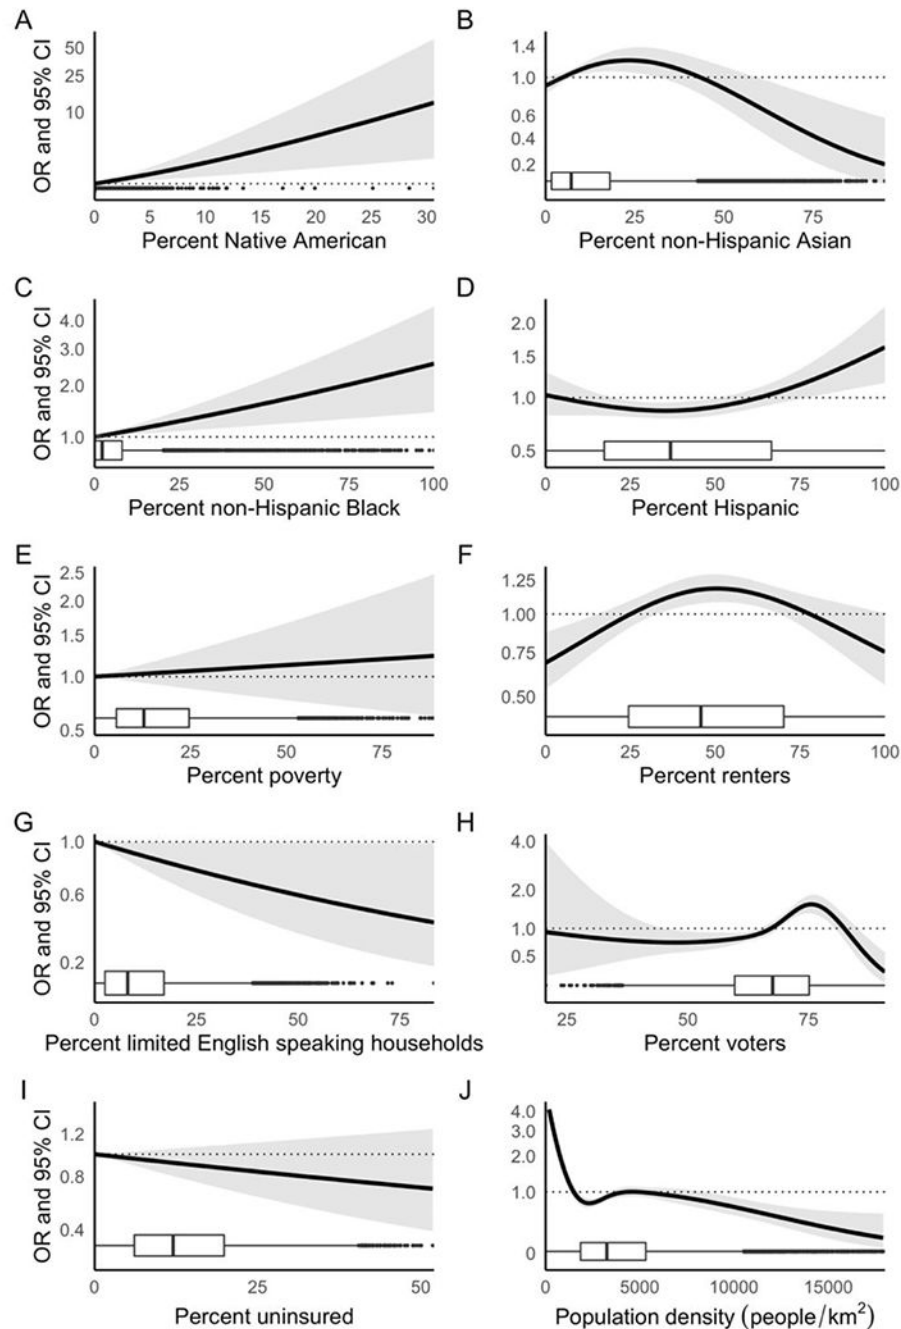 A
OR and 95% CI
50
25
10
0 5 10 15 20 25 30
Percent Native American
B
1.4
1.0
0.6
0.4
0.2
0 25 50 75
Percent non-Hispanic Asian
C
OR and 95% CI
4.0
3.0
2.0
1.0
0 25 50 75 100
Percent non-Hispanic Black
D
2.0
1.5
1.0
0.5
0 25 50 75 100
Percent Hispanic
E
OR and 95% CI
2.5
2.0
1.5
1.0
0.5
0 25 50 75
Percent poverty
F
1.25
1.00
0.75
0.50
0 25 50 75 100
Percent renters
G
OR and 95% CI
1.0
0.6
0.2
0 25 50 75
Percent limited English speaking households
H
4.0
2.0
1.0
0.5
25 50 75
Percent voters
I
OR and 95% CI
1.2
0.8
0.4
0 25 50
Percent uninsured
J
4.0
3.0
2.0
1.0
0
0 5000 10000 15000
Population density (people/km²)